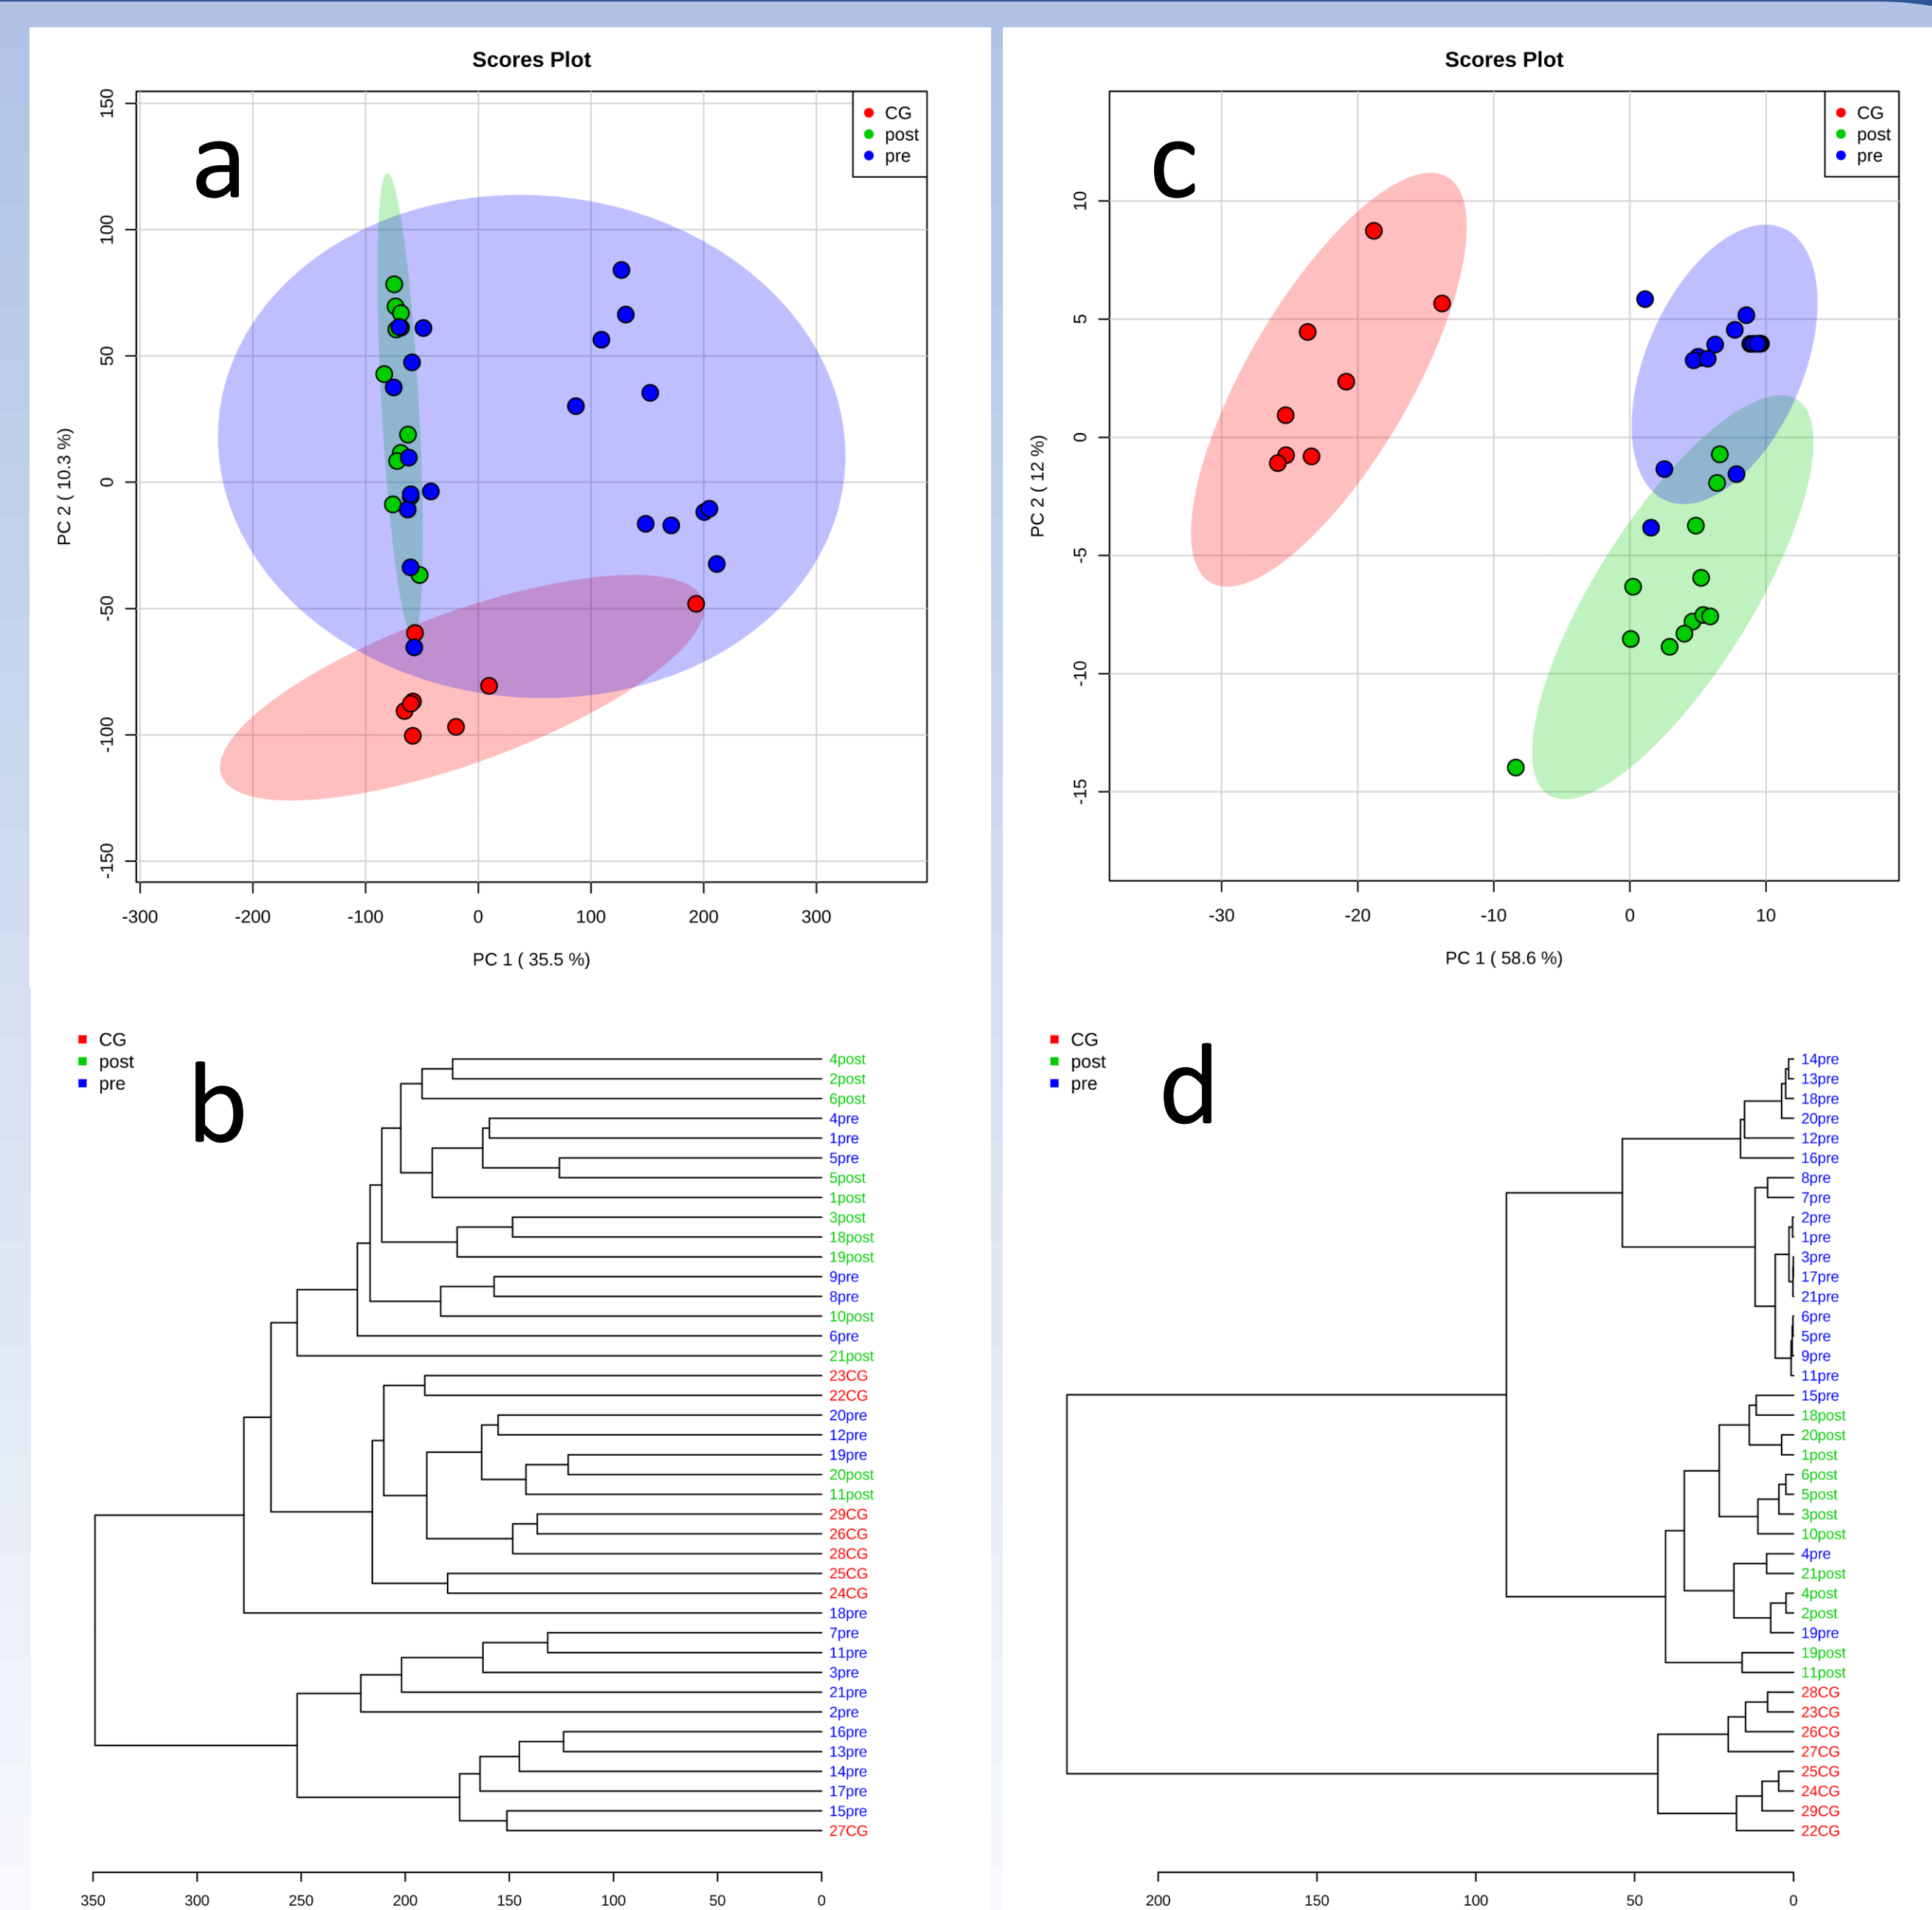 Scores Plot
a
CG
post
pre
150
100
50
0
-50
-100
-150
PC 2 ( 10.3 %)
-300 -200 -100 0 100 200 300
PC 1 ( 35.5 %)
Scores Plot
c
CG
post
pre
10
5
0
-5
-10
-15
PC 2 ( 12 %)
-30 -20 -10 0 10
PC 1 ( 58.6 %)
CG
post
pre
b
4post
2post
6post
4pre
1pre
5pre
5post
1post
3post
18post
19post
9pre
8pre
10post
6pre
21post
23CG
22CG
20pre
12pre
19pre
20post
11post
29CG
26CG
28CG
25CG
24CG
18pre
7pre
11pre
3pre
21pre
2pre
16pre
13pre
14pre
17pre
15pre
27CG
350 300 250 200 150 100 50 0
CG
post
pre
d
14pre
13pre
18pre
20pre
12pre
16pre
8pre
7pre
2pre
1pre
3pre
17pre
21pre
6pre
5pre
9pre
11pre
15pre
18post
20post
1post
6post
5post
3post
10post
4pre
21post
4post
2post
19pre
19post
11post
28CG
23CG
26CG
27CG
25CG
24CG
29CG
22CG
200 150 100 50 0